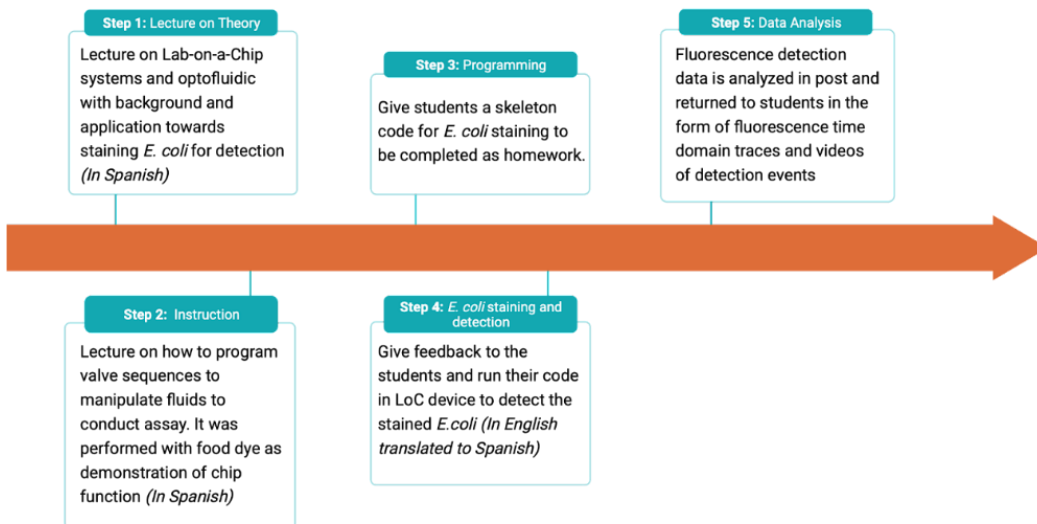 Step 1: Lecture on Theory
Lecture on Lab-on-a-Chip
systems and optofluidic
with background and
application towards
staining E. coli for detection
(In Spanish)
Step 2: Instruction
Lecture on how to program
valve sequences to
manipulate fluids to
conduct assay. It was
performed with food dye as
demonstration of chip
function (In Spanish)
Step 3: Programming
Give students a skeleton
code for E. coli staining to
be completed as homework.
Step 4: E. coli staining and
detection
Give feedback to the
students and run their code
in LoC device to detect the
stained E.coli (In English
translated to Spanish)
Step 5: Data Analysis
Fluorescence detection
data is analyzed in post and
returned to students in the
form of fluorescence time
domain traces and videos
of detection events